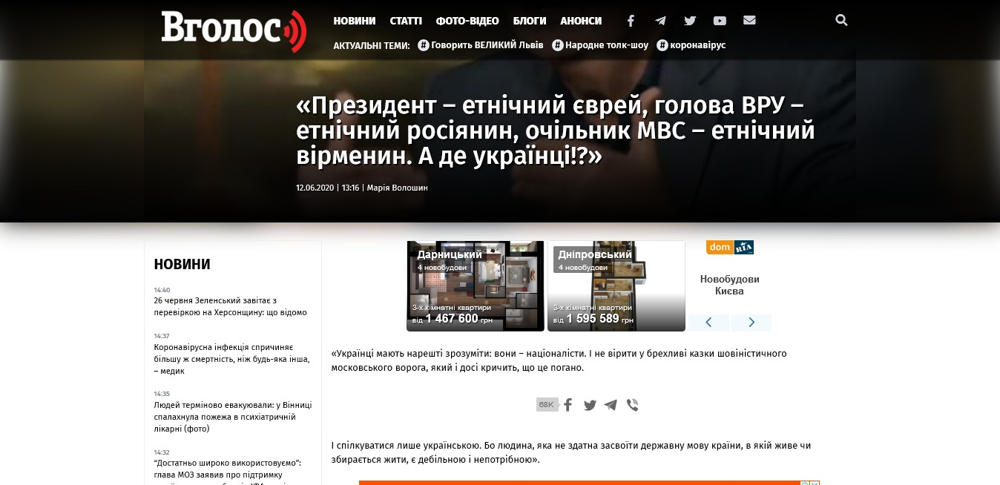 Вголос
НОВИНИ СТАТТІ ФОТО-ВІДЕО БЛОГИ АНОНСИ
АКТУАЛЬНІ ТЕМИ: # Говорить ВЕЛИКИЙ Львів # Народне толк-шоу # коронавірус
«Президент – етнічний єврей, голова ВРУ –
етнічний росіянин, очільник МВС – етнічний
вірменин. А де українці!?»
12.06.2020 | 13:16 | Марія Волошин
НОВИНИ
14:40
26 червня Зеленський завітає з
перевіркою на Херсонщину: що відомо
14:37
Коронавірусна інфекція спричиняє
більшу ж смертність, ніж будь-яка інша,
– медик
14:35
Людей терміново евакуювали: у Вінниці
спалахнула пожежа в психіатричній
лікарні (фото)
14:32
“Достатньо широко використовуємо”:
глава МОЗ заявив про підтримку
Дарницький
4 новобудови
3-х кімнатні квартири
від 1 467 600 грн
Дніпровський
4 новобудови
3-х кімнатні квартири
від 1 595 589 грн
dom RIA
Новобудови
Києва
«Українці мають нарешті зрозуміти: вони – націоналісти. І не вірити у брехливі казки шовіністичного
московського ворога, який і досі кричить, що це погано.
68K
І спілкуватися лише українською. Бо людина, яка не здатна засвоїти державну мову країни, в якій живе чи
збирається жити, є дебільною і непотрібною».